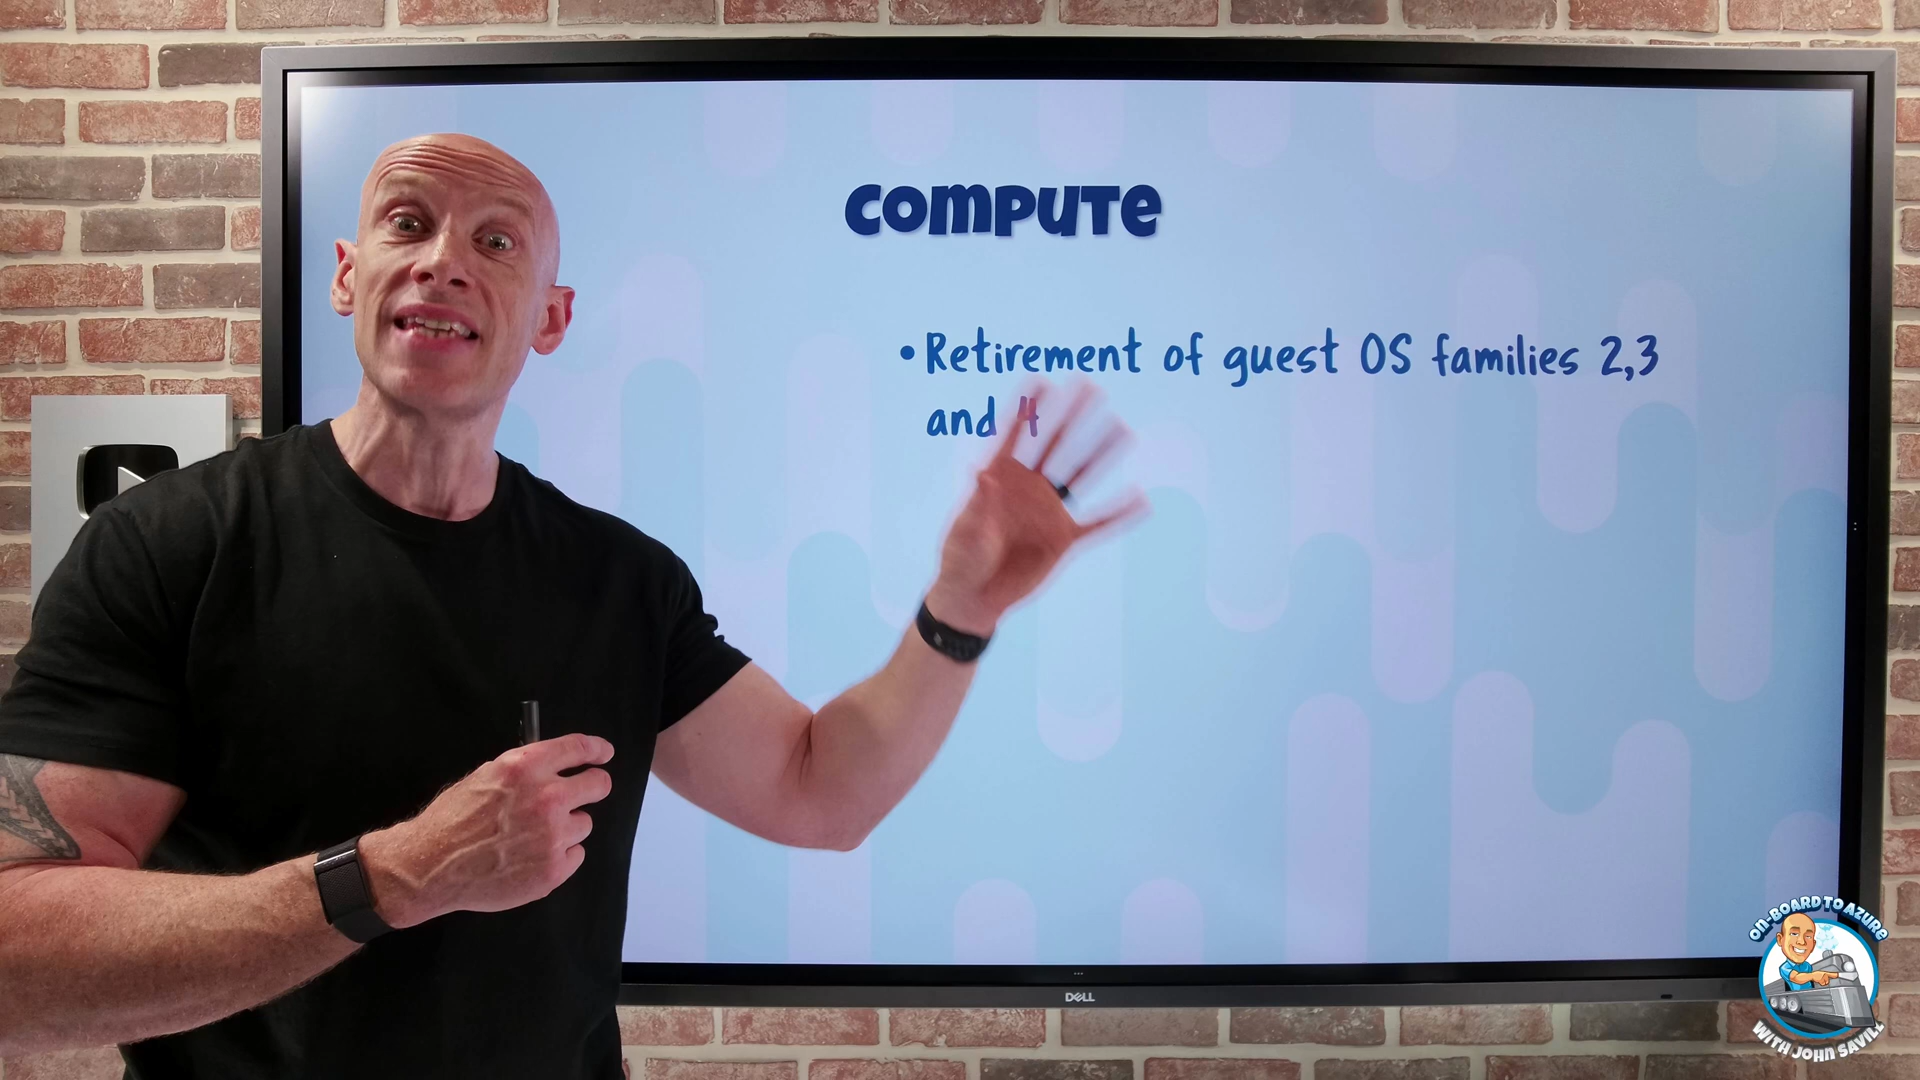 COMPUTE
• Retirement of guest OS families 2,3
and 4
DELL
ON-BOARD TO AZURE
WITH JOHN SAVILL